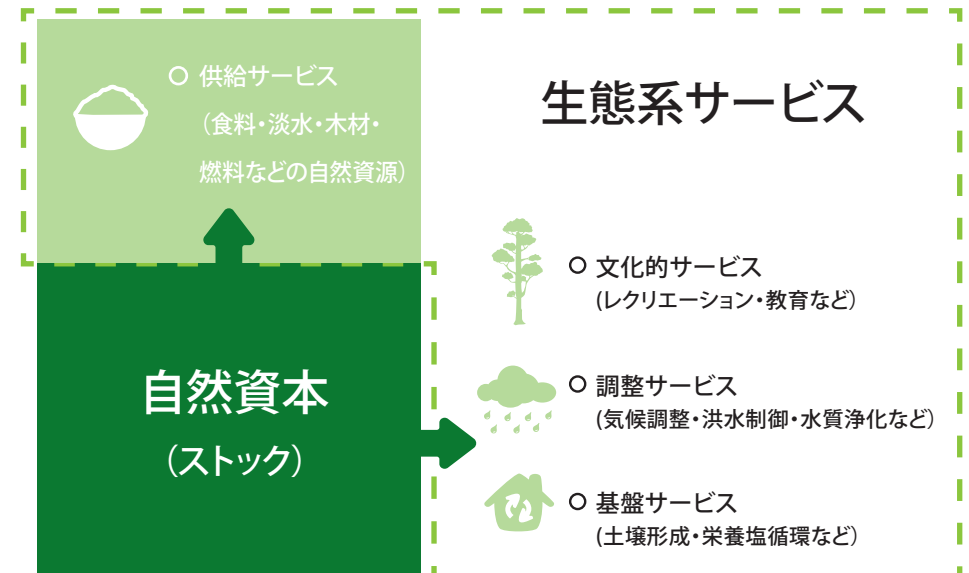 ○ 供給サービス
（食料・淡水・木材・
燃料などの自然資源）
生態系サービス
○ 文化的サービス
(レクリエーション・教育など）
自然資本
（ストック）
○ 調整サービス
(気候調整・洪水制御・水質浄化など）
○ 基盤サービス
(土壌形成・栄養塩循環など）